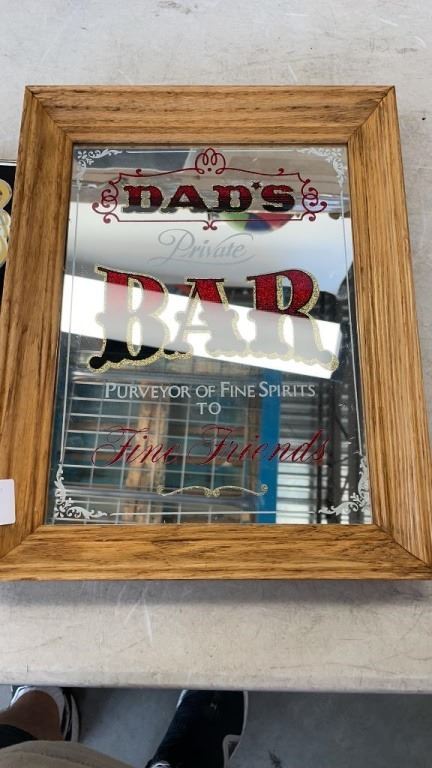 DAD'S
Private
BAR
PURVEYOR OF FINE SPIRITS
TO
Fine Friends